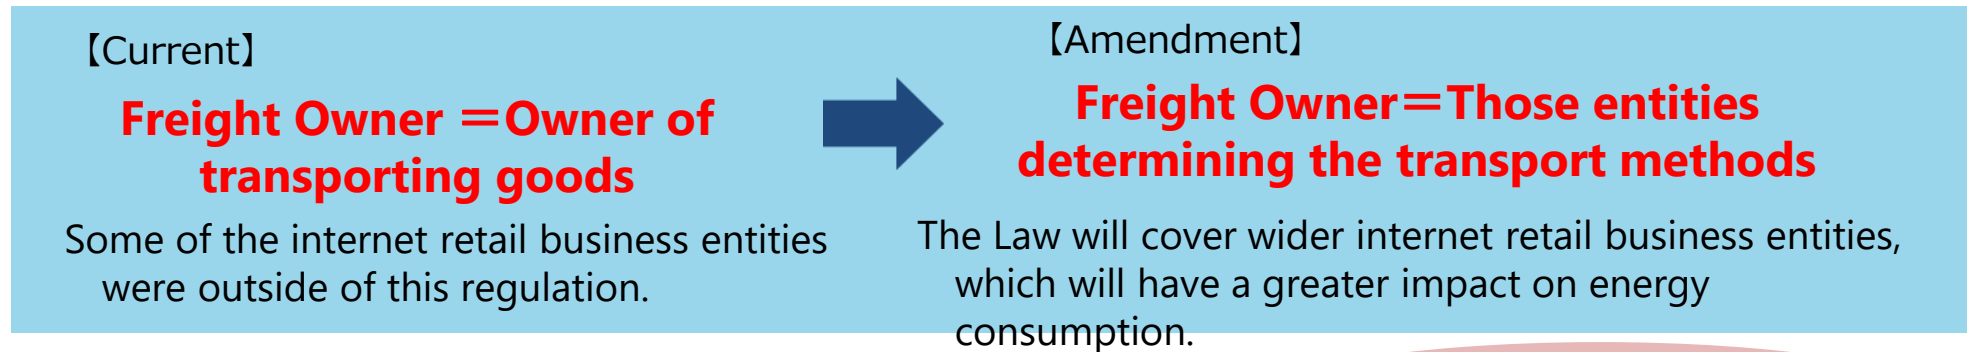 【Current】
Freight Owner ＝Owner of
transporting goods
Some of the internet retail business entities
were outside of this regulation.
【Amendment】
Freight Owner＝Those entities
determining the transport methods
The Law will cover wider internet retail business entities,
which will have a greater impact on energy
consumption.